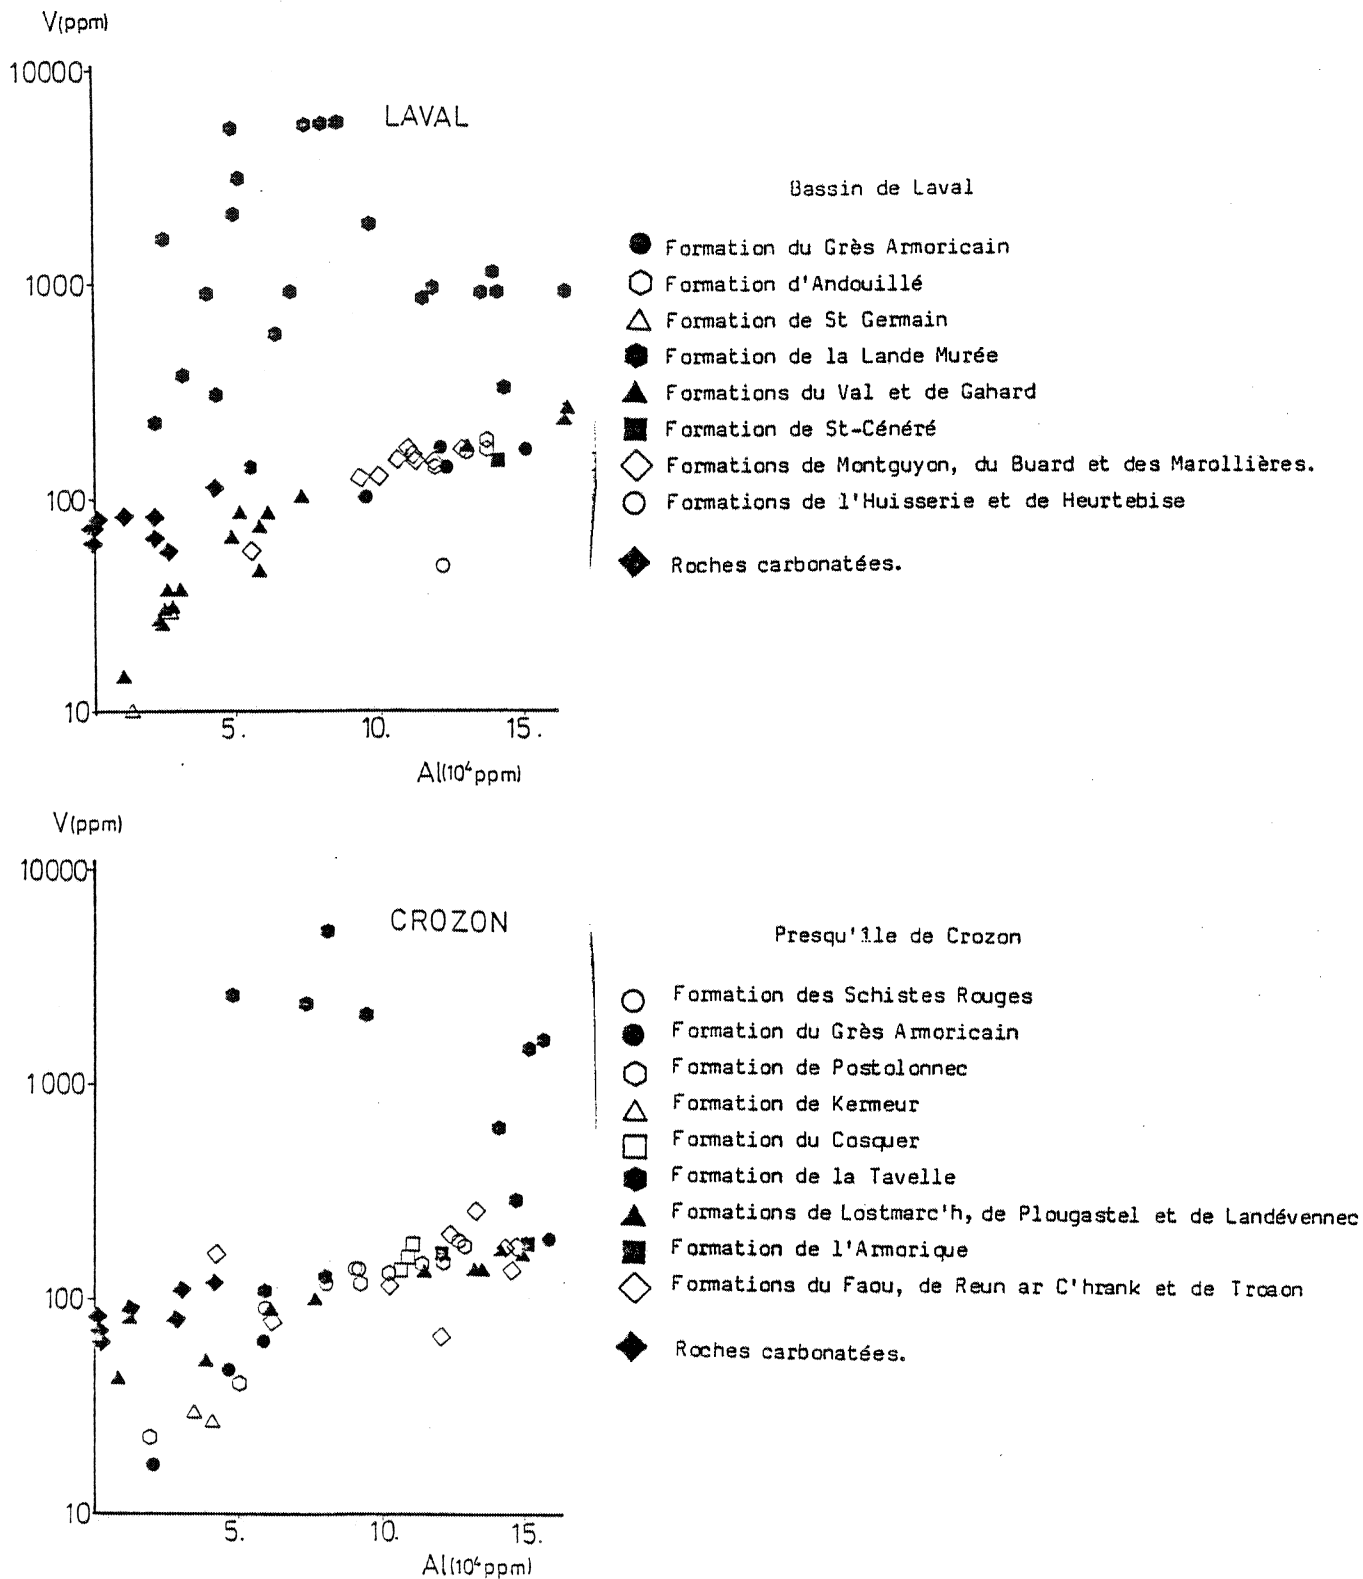 V(ppm)
10000
LAVAL
1000
100
10
5.
10.
15.
Al(10⁴ppm)
Bassin de Laval
Formation du Grès Armoricain
Formation d'Andouillé
Formation de St Germain
Formation de la Lande Murée
Formations du Val et de Gahard
Formation de St-Cénéré
Formations de Montguyon, du Buard et des Marollières.
Formations de l'Huisserie et de Heurtebise
Roches carbonatées.
V(ppm)
10000
CROZON
1000
100
10
5.
10.
15.
Al(10⁴ppm)
Presqu'île de Crozon
Formation des Schistes Rouges
Formation du Grès Armoricain
Formation de Postolonnec
Formation de Kermeur
Formation du Cosquer
Formation de la Tavelle
Formations de Lostmarc'h, de Plougastel et de Landévennec
Formation de l'Armorique
Formations du Faou, de Reun ar C'hrank et de Troaon
Roches carbonatées.